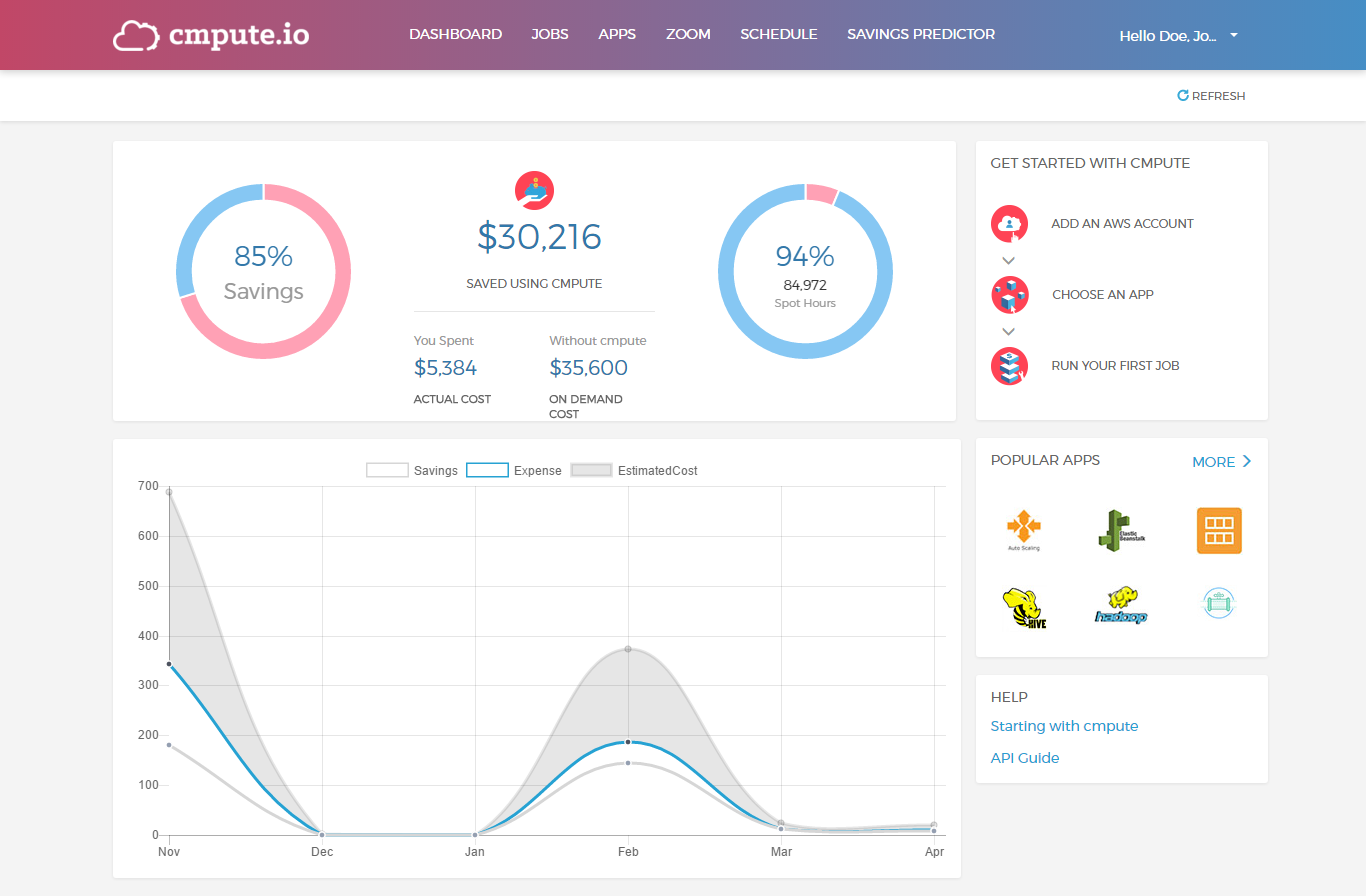 cmpute.io
DASHBOARD
JOBS
APPS
ZOOM
SCHEDULE
SAVINGS PREDICTOR
Hello Doe, Jo...
REFRESH
85%
Savings
$30,216
SAVED USING CMPUTE
You Spent
$5,384
ACTUAL COST
Without cmpute
$35,600
ON DEMAND
COST
94%
84,972
Spot Hours
GET STARTED WITH CMPUTE
ADD AN AWS ACCOUNT
CHOOSE AN APP
RUN YOUR FIRST JOB
Savings
Expense
EstimatedCost
700
600
500
400
300
200
100
0
Nov
Dec
Jan
Feb
Mar
Apr
POPULAR APPS
MORE
Auto Scaling
Elastic
Beanstalk
HIVE
hadoop
HELP
Starting with cmpute
API Guide